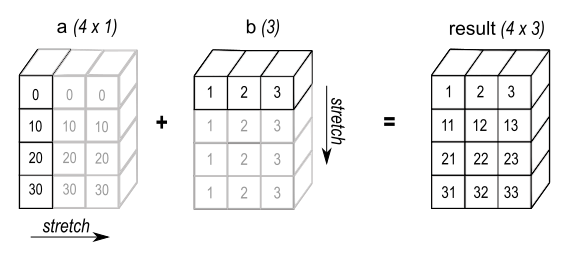 a (4 x 1) b (3) result (4 x 3)
0 0 0 1 2 3 1 2 3
10 10 10 + 1 2 3 = 11 12 13
20 20 20 1 2 3 21 22 23
30 30 30 1 2 3 31 32 33
stretch
stretch